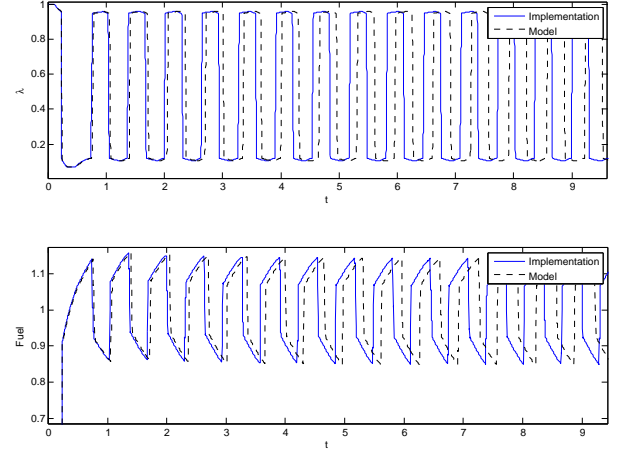 1
0.8
0.6
0.4
0.2
λ
0 1 2 3 4 5 6 7 8 9
t
Implementation
Model
1.1
1
0.9
0.8
0.7
Fuel
0 1 2 3 4 5 6 7 8 9
t
Implementation
Model